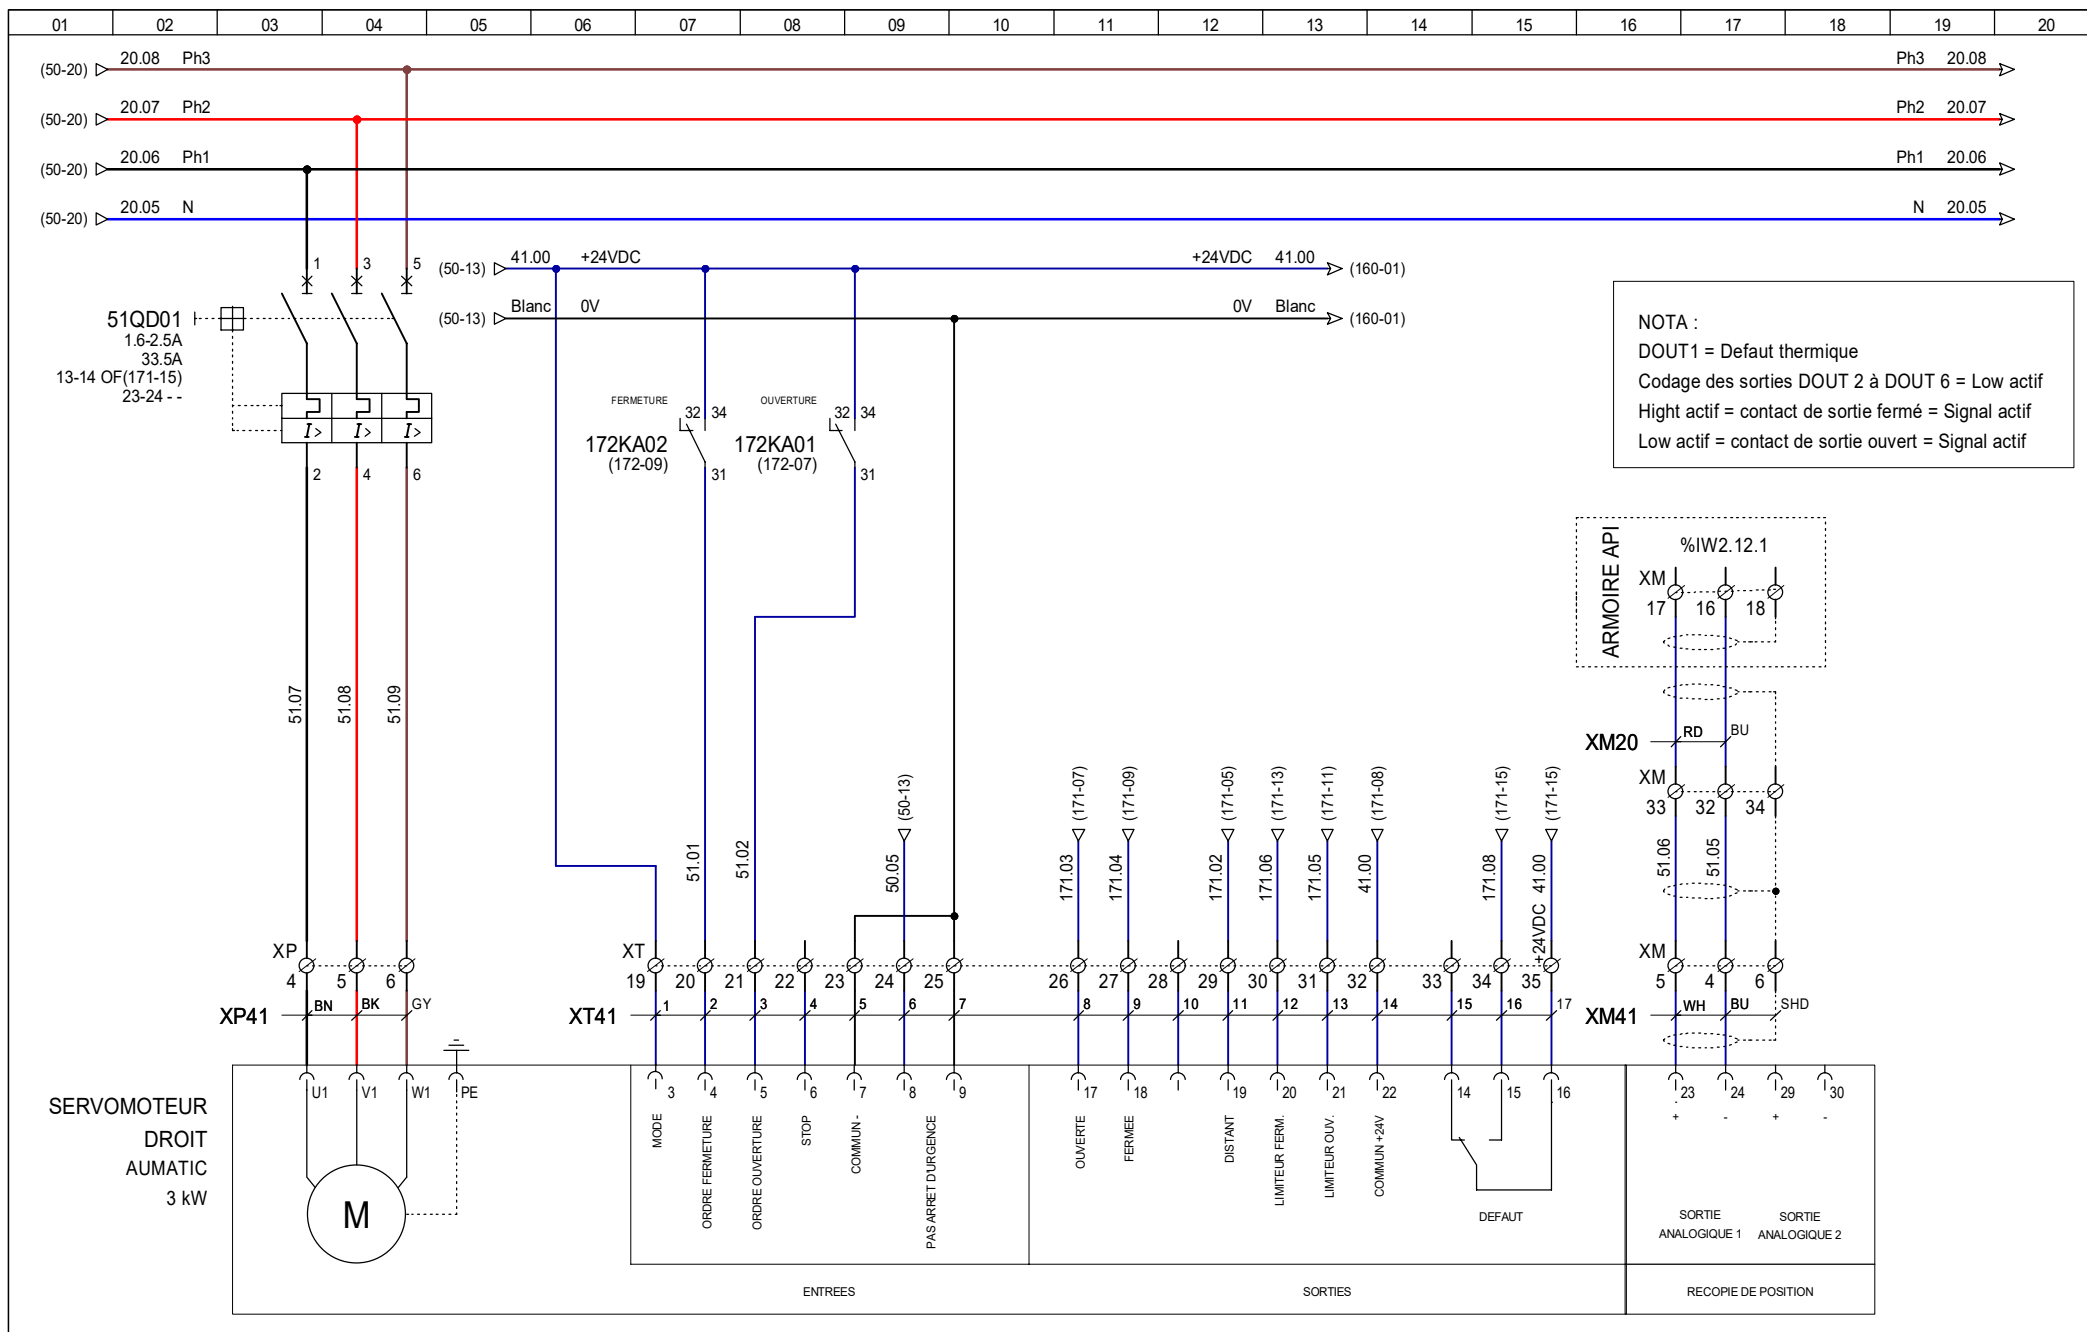 01 02 03 04 05 06 07 08 09 10 11 12 13 15 16 17 18 19 20
(50-20) 20.08 Ph3 Ph3 20.08
(50-20) 20.07 Ph2 Ph2 20.07
(50-20) 20.06 Ph1 Ph1 20.06
(50-20) 20.05 N N 20.05
(50-13) 41.00 +24VDC +24VDC 41.00 (160-01)
(50-13) Blanc 0V 0V Blanc (160-01)
1 3 5
51QD01
1.6-2.5A
33.5A
13-14 OF(171-15)
23-24 - -
I> I> I>
2 4 6
FERMETURE
32 34
172KA02
(172-09)
31
OUVERTURE
32 34
172KA01
(172-07)
31
NOTA :
DOUT1 = Defaut thermique
Codage des sorties DOUT 2 à DOUT 6 = Low actif
Hight actif = contact de sortie fermé = Signal actif
Low actif = contact de sortie ouvert = Signal actif
ARMOIRE API
%IW2.12.1
XM
17 16 18
XM20 RD BU
XM
33 32 34
51.06 51.05
51.07 51.08 51.09
51.01 51.02
(50-13) (171-07) (171-09) (171-05) (171-13) (171-11) (171-08) (171-15) (171-15)
50.05 171.03 171.04 171.02 171.06 171.05 41.00 171.08 +24VDC 41.00
XP
4 5 6
XT
19 20 21 22 23 24 25 26 27 28 29 30 31 32 33 34 35
XM
5 4 6
XP41 BN BK GY
XT41 1 2 3 4 5 6 7 8 9 10 11 12 13 14 15 16 17
XM41 WH BU SHD
U1 V1 W1 PE
3 4 5 6 7 8 9 17 18 19 20 21 22 14 15 16 23 24 29 30
+ - + -
SERVOMOTEUR
DROIT
AUMATIC
3 kW
M
MODE
ORDRE FERMETURE
ORDRE OUVERTURE
STOP
COMMUN -
PAS ARRET D'URGENCE
OUVERTE
FERMEE
DISTANT
LIMITEUR FERM.
LIMITEUR OUV.
COMMUN +24V
DEFAUT
SORTIE
ANALOGIQUE 1
SORTIE
ANALOGIQUE 2
ENTREES
SORTIES
RECOPIE DE POSITION